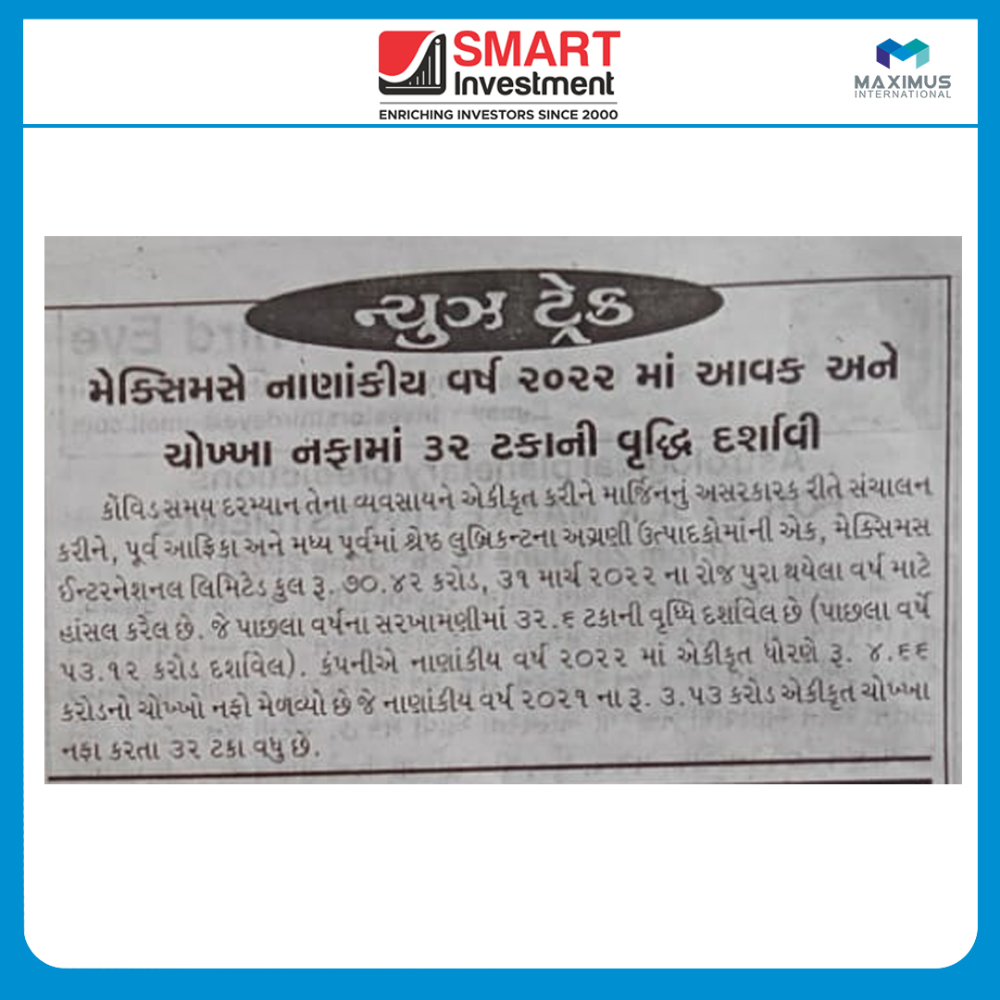 SMART
Investment
ENRICHING INVESTORS SINCE 2000
MAXIMUS
INTERNATIONAL
ન્યુઝ ટ્રેક
મેક્સિમસે નાણાંકીય વર્ષ ૨૦૨૨ માં આવક અને
ચોખ્ખા નફામાં ૩૨ ટકાની વૃદ્ધિ દર્શાવી
કોવિડ સમય દરમ્યાન તેના વ્યવસાયને એકીકૃત કરીને માર્જિનનું અસરકારક રીતે સંચાલન
કરીને, પૂર્વ આફ્રિકા અને મધ્ય પૂર્વમાં શ્રેષ્ઠ લુબ્રિકન્ટના અગ્રણી ઉત્પાદકોમાંની એક, મેક્સિમસ
ઈન્ટરનેશનલ લિમિટેડ કુલ રૂ. ૭૦.૪૨ કરોડ, ૩૧ માર્ચ ૨૦૨૨ ના રોજ પુરા થયેલા વર્ષ માટે
હાંસલ કરેલ છે. જે પાછલા વર્ષના સરખામણીમાં ૩૨.૬ ટકાની વૃધ્ધિ દર્શાવેલ છે (પાછલા વર્ષે
૫૩.૧૨ કરોડ દર્શાવેલ). કંપનીએ નાણાંકીય વર્ષ ૨૦૨૨ માં એકીકૃત ધોરણે રૂ. ૪.૬૬
કરોડનો ચોખ્ખો નફો મેળવ્યો છે જે નાણાંકીય વર્ષ ૨૦૨૧ ના રૂ. ૩.૫૩ કરોડ એકીકૃત ચોખ્ખા
નફા કરતા ૩૨ ટકા વધુ છે.